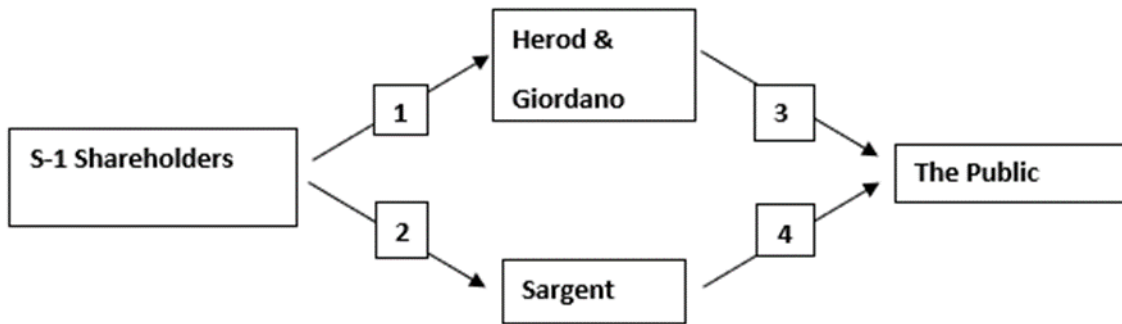 Herod &
Giordano
1
3
S-1 Shareholders
The Public
2
4
Sargent